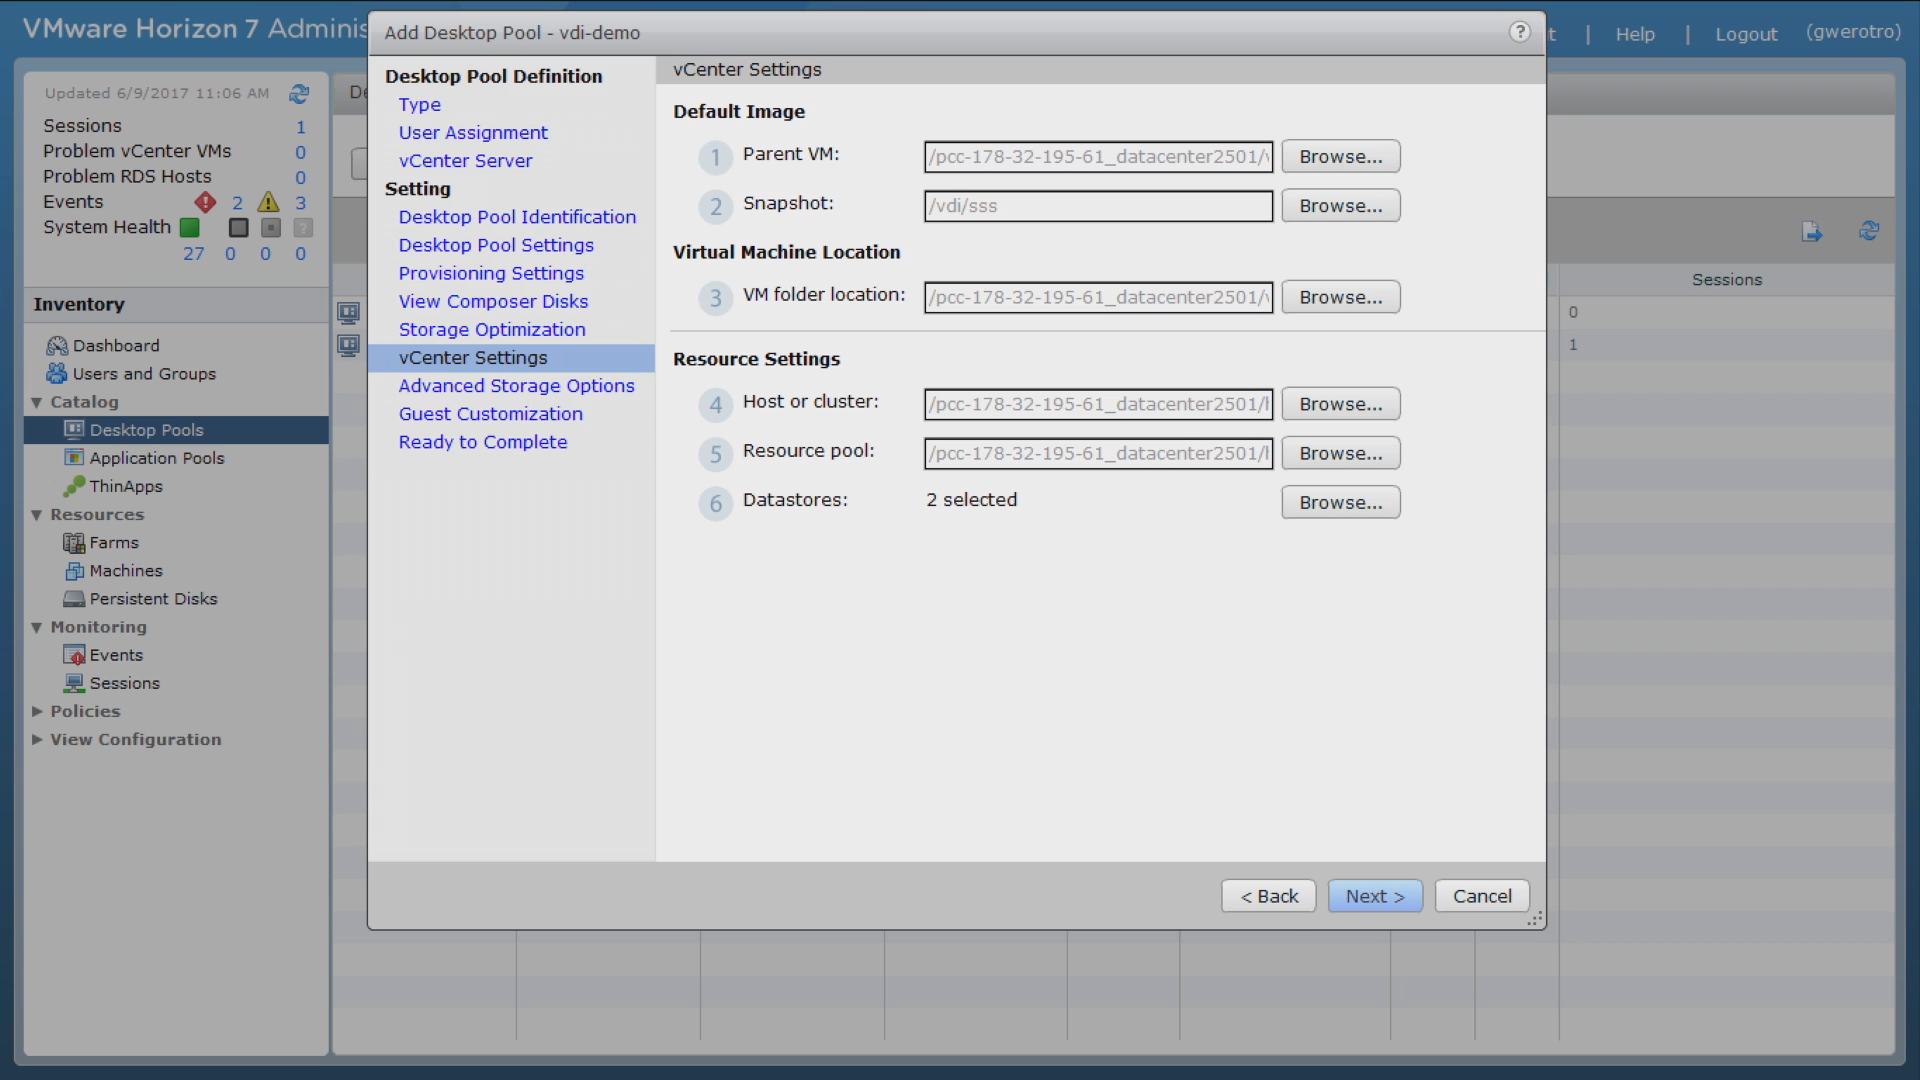 VMware Horizon 7 Adminis
t | Help | Logout (gwerotro)
Updated 6/9/2017 11:06 AM
Sessions 1
Problem vCenter VMs 0
Problem RDS Hosts 0
Events 2 3
System Health
27 0 0 0
Inventory
Dashboard
Users and Groups
Catalog
Desktop Pools
Application Pools
ThinApps
Resources
Farms
Machines
Persistent Disks
Monitoring
Events
Sessions
Policies
View Configuration
De
Add Desktop Pool - vdi-demo
?
Desktop Pool Definition
Type
User Assignment
vCenter Server
Setting
Desktop Pool Identification
Desktop Pool Settings
Provisioning Settings
View Composer Disks
Storage Optimization
vCenter Settings
Advanced Storage Options
Guest Customization
Ready to Complete
vCenter Settings
Default Image
1 Parent VM: /pcc-178-32-195-61_datacenter2501/ Browse...
2 Snapshot: /vdi/sss Browse...
Virtual Machine Location
3 VM folder location: /pcc-178-32-195-61_datacenter2501/ Browse...
Resource Settings
4 Host or cluster: /pcc-178-32-195-61_datacenter2501/ Browse...
5 Resource pool: /pcc-178-32-195-61_datacenter2501/ Browse...
6 Datastores: 2 selected Browse...
< Back Next > Cancel
Sessions
0
1